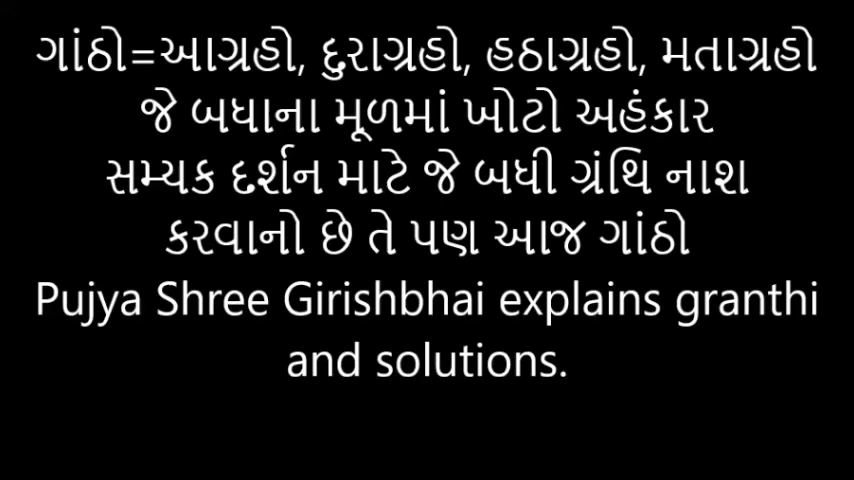 ગાંઠો=આગ્રહો, દુરાગ્રહો, હઠાગ્રહો, મતાગ્રહો
જે બધાના મૂળમાં ખોટો અહંકાર
સમ્યક દર્શન માટે જે બધી ગ્રંથિ નાશ
કરવાનો છે તે પણ આજ ગાંઠો
Pujya Shree Girishbhai explains granthi
and solutions.